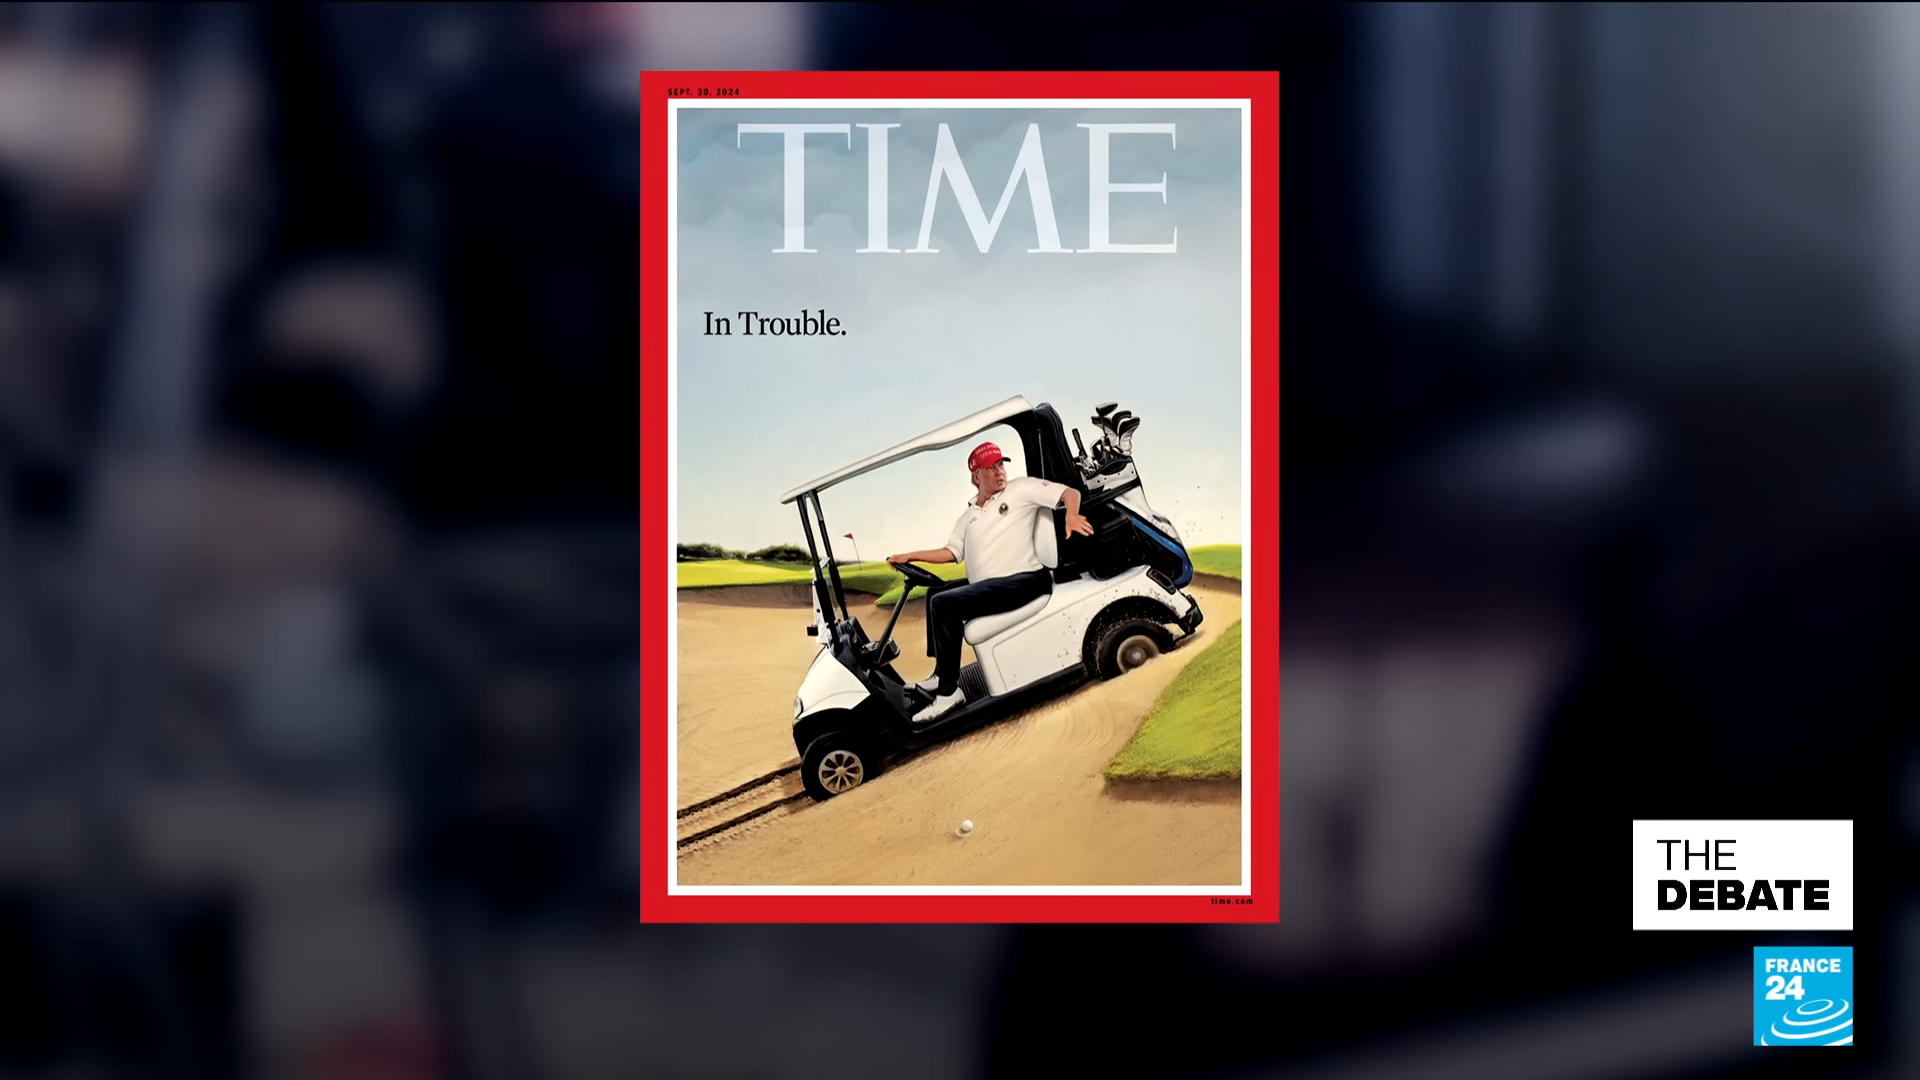 SEPT. 30, 2024
TIME
In Trouble.
time.com
THE
DEBATE
FRANCE
24